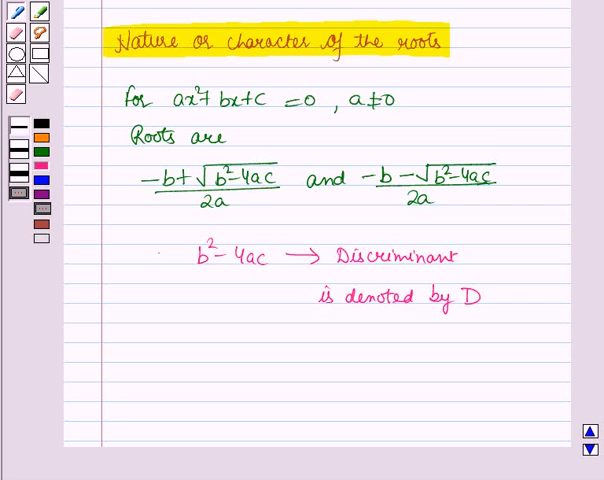 Nature or character of the roots
For ax²+bx+c =0 , a≠0
Roots are
-b+√(b²-4ac)/2a and -b-√(b²-4ac)/2a
b²-4ac → Discriminant
is denoted by D